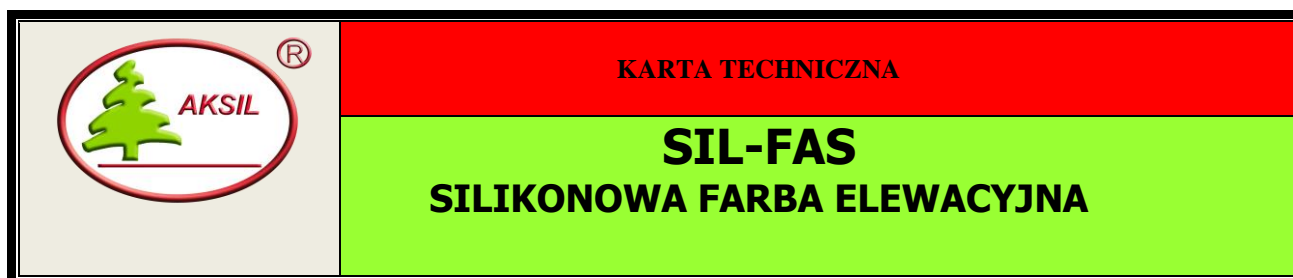 ®
AKSIL
KARTA TECHNICZNA
SIL-FAS
SILIKONOWA FARBA ELEWACYJNA